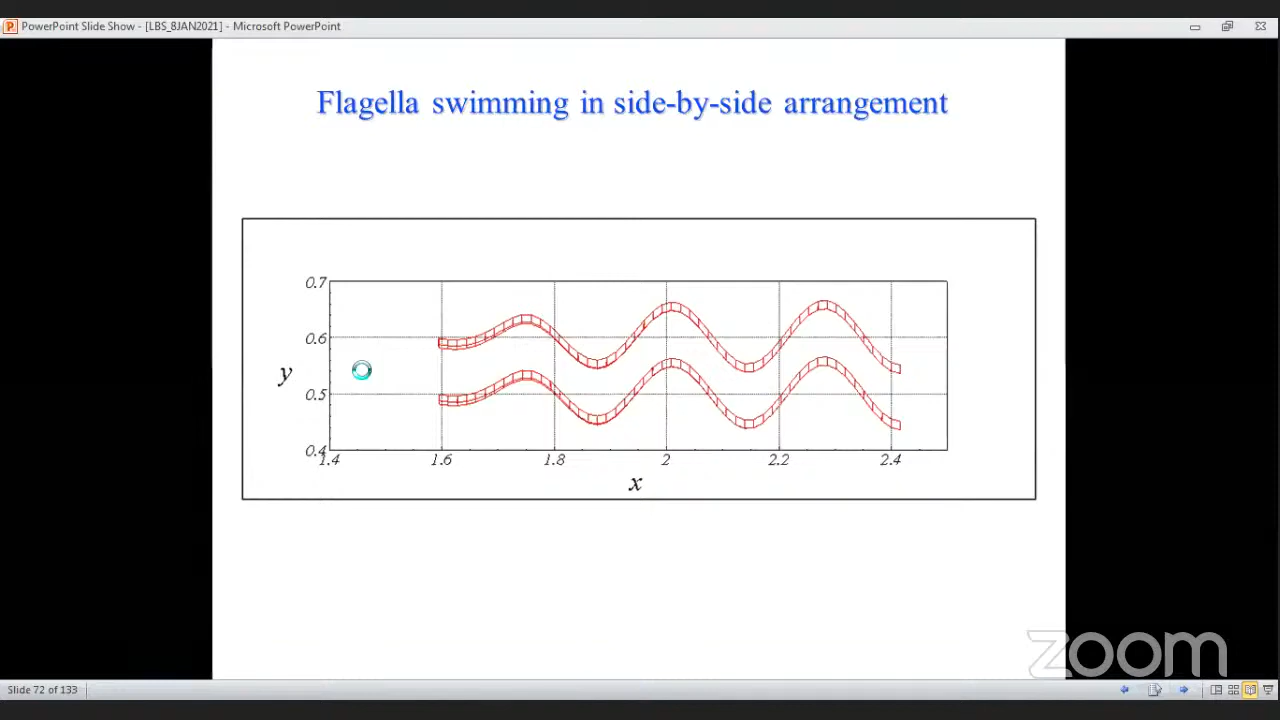 PowerPoint Slide Show - [LBS_8JAN2021] - Microsoft PowerPoint
Flagella swimming in side-by-side arrangement
0.7
0.6
y
0.5
0.4
1.4 1.6 1.8 2 2.2 2.4
x
zoom
Slide 72 of 133